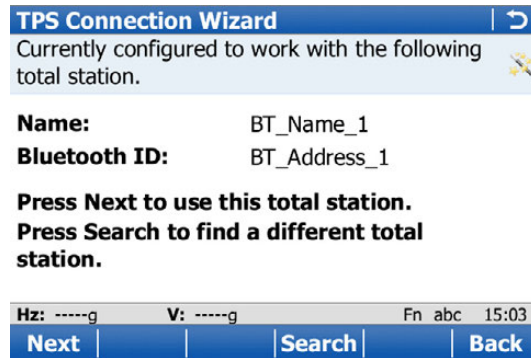 TPS Connection Wizard
Currently configured to work with the following
total station.
Name: BT_Name_1
Bluetooth ID: BT_Address_1
Press Next to use this total station.
Press Search to find a different total
station.
Hz: -----g V: -----g Fn abc 15:03
Next Search Back